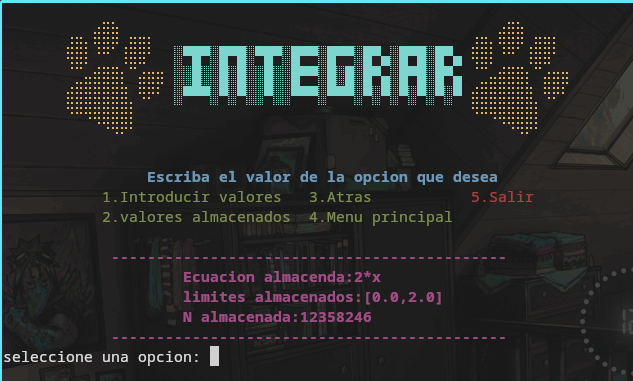 INTEGRAR
Escriba el valor de la opcion que desea
1.Introducir valores 3.Atras 5.Salir
2.valores almacenados 4.Menu principal
--------------------------------------------
Ecuacion almacenda:2*x
limites almacenados:[0.0,2.0]
N almacenada:12358246
--------------------------------------------
seleccione una opcion: